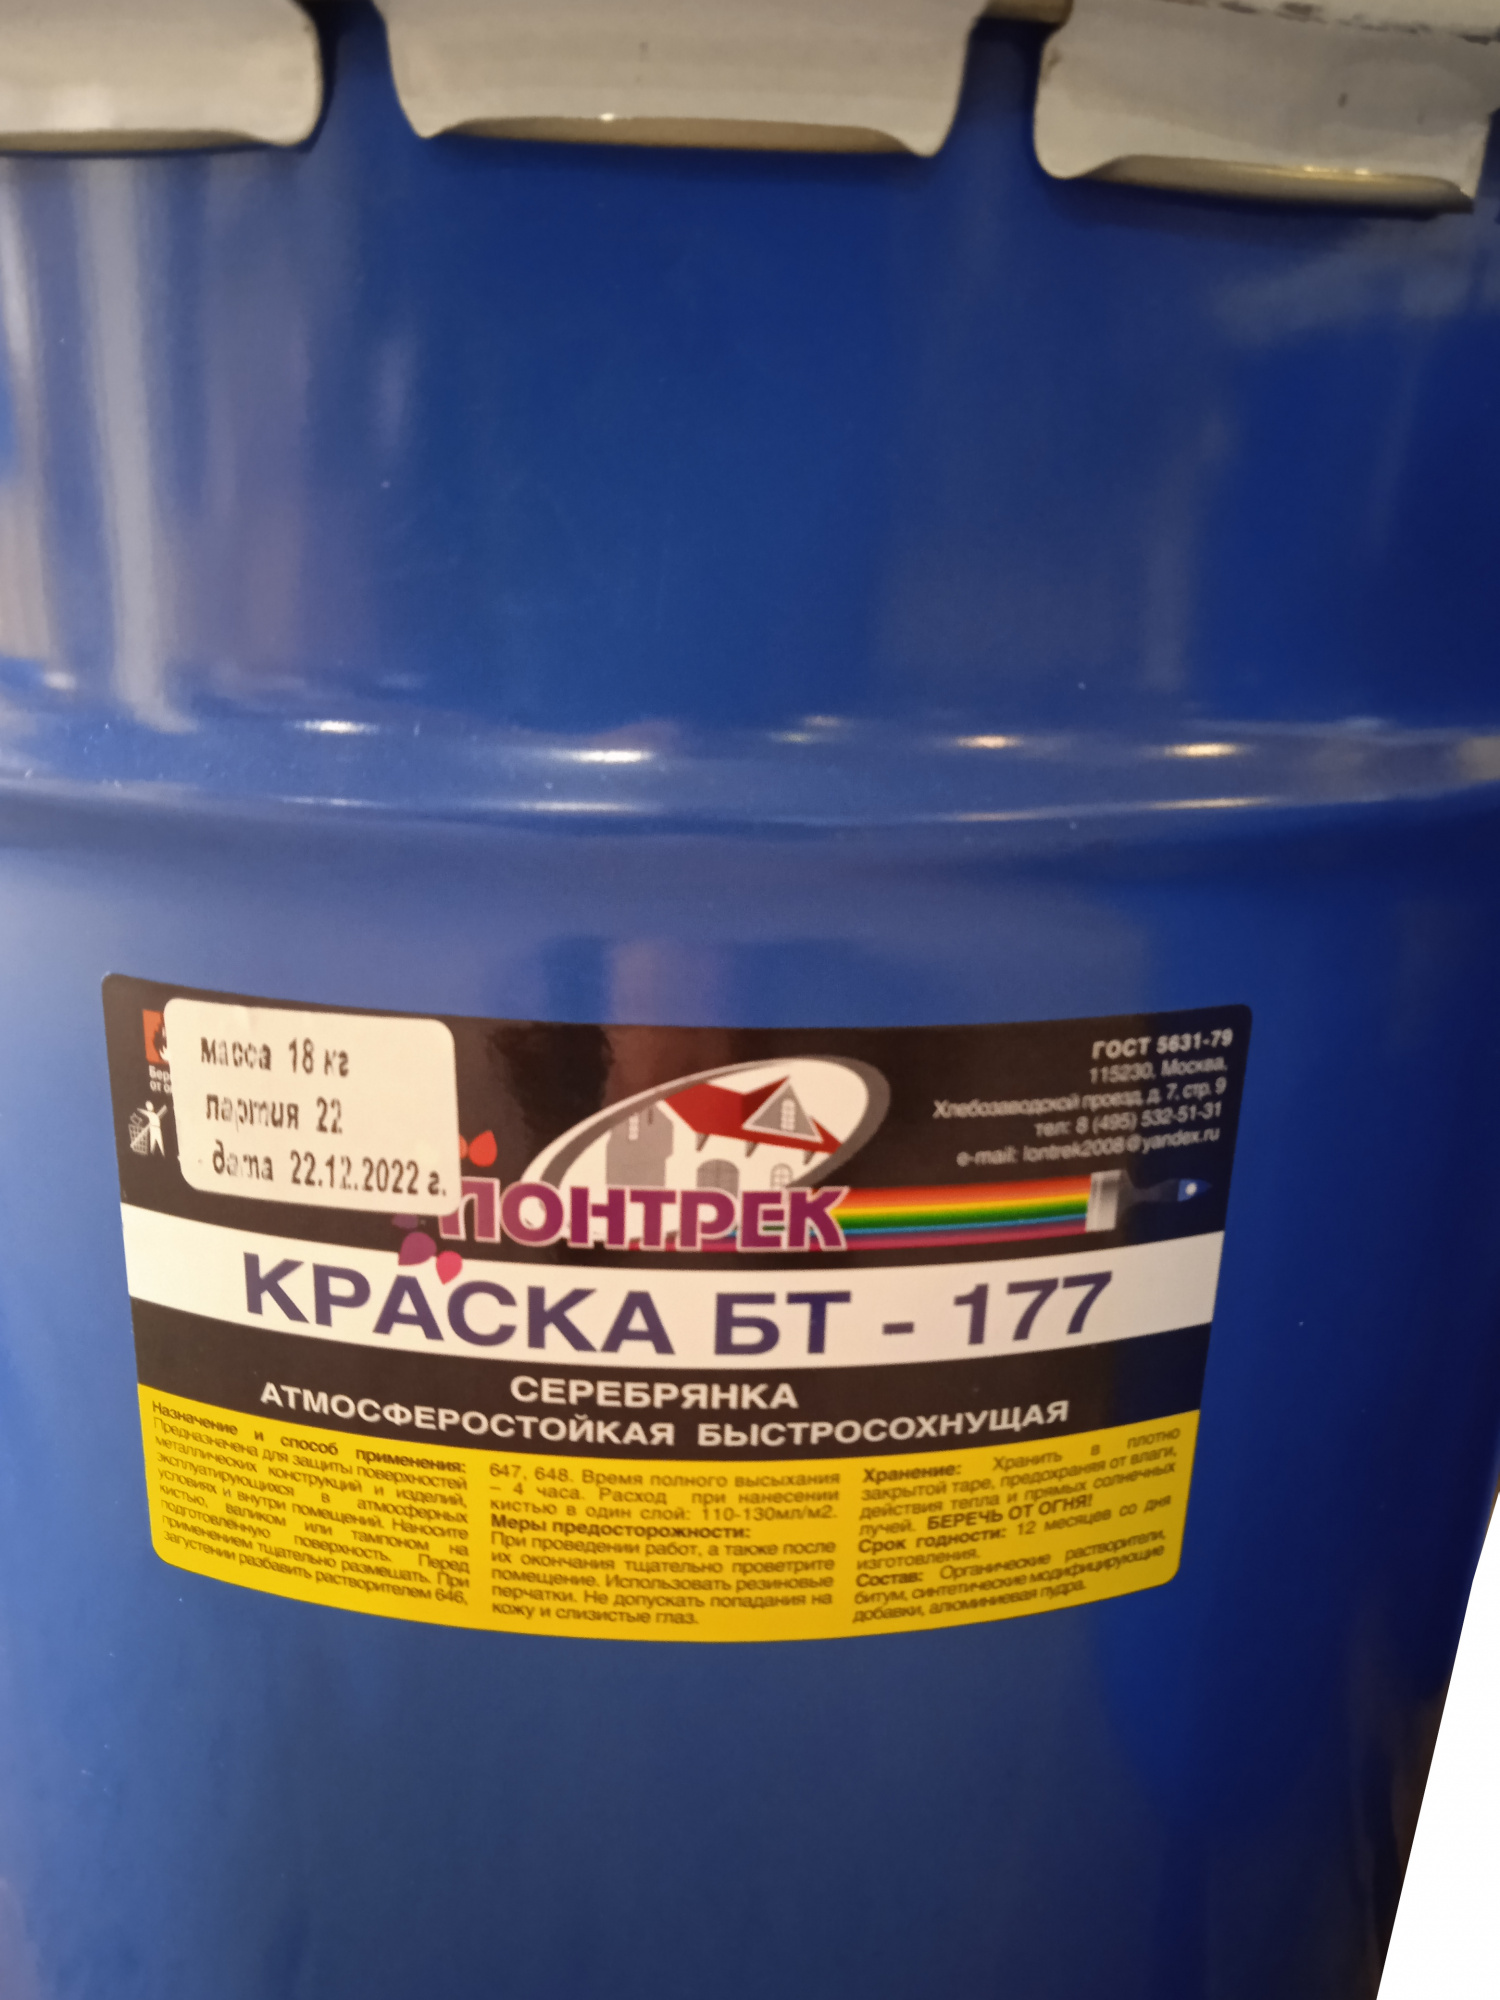 масса 18 кг
партия 22
дата 22.12.2022 г.
Бер
от о
ГОСТ 5631-79
115230, Москва,
Хлебозаводской проезд, д. 7, стр. 9
тел: 8 (495) 532-51-31
e-mail: lontrek2008@yandex.ru
ЛОНТРЕК
КРАСКА БТ - 177
СЕРЕБРЯНКА
АТМОСФЕРОСТОЙКАЯ БЫСТРОСОХНУЩАЯ
Назначение и способ применения:
Предназначена для защиты поверхностей
металлических конструкций и изделий,
эксплуатирующихся в атмосферных
условиях и внутри помещений. Наносите
кистью, валиком или тампоном на
подготовленную поверхность. Перед
применением тщательно размешать. При
загустении разбавить растворителем 646,
647, 648. Время полного высыхания
– 4 часа. Расход при нанесении
кистью в один слой: 110-130мл/м2.
Меры предосторожности:
При проведении работ, а также после
их окончания тщательно проветрите
помещение. Использовать резиновые
перчатки. Не допускать попадания на
кожу и слизистые глаз.
Хранение: Хранить в плотно
закрытой таре, предохраняя от влаги,
действия тепла и прямых солнечных
лучей. БЕРЕЧЬ ОТ ОГНЯ!
Срок годности: 12 месяцев со дня
изготовления.
Состав: Органические растворители,
битум, синтетические модифицирующие
добавки, алюминиевая пудра.